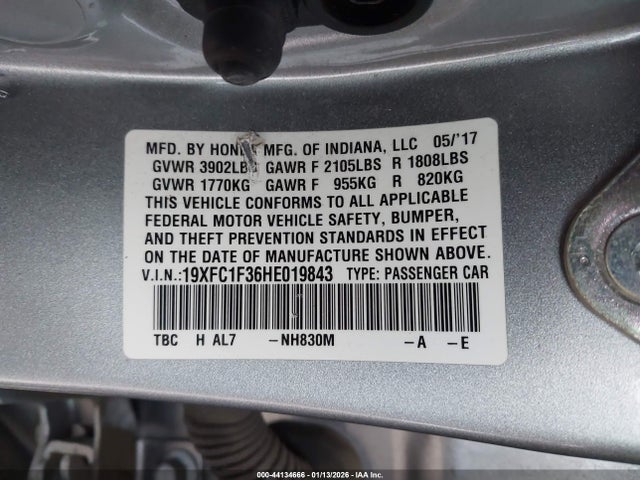 MFD. BY HONDA MFG. OF INDIANA, LLC 05/'17
GVWR 3902LBS GAWR F 2105LBS R 1808LBS
GVWR 1770KG GAWR F 955KG R 820KG
THIS VEHICLE CONFORMS TO ALL APPLICABLE
FEDERAL MOTOR VEHICLE SAFETY, BUMPER,
AND THEFT PREVENTION STANDARDS IN EFFECT
ON THE DATE OF MANUFACTURE SHOWN ABOVE.
V.I.N.:19XFC1F36HE019843 TYPE: PASSENGER CAR
TBC H AL7 -NH830M -A -E
000-44134666 - 01/13/2026 - IAA Inc.